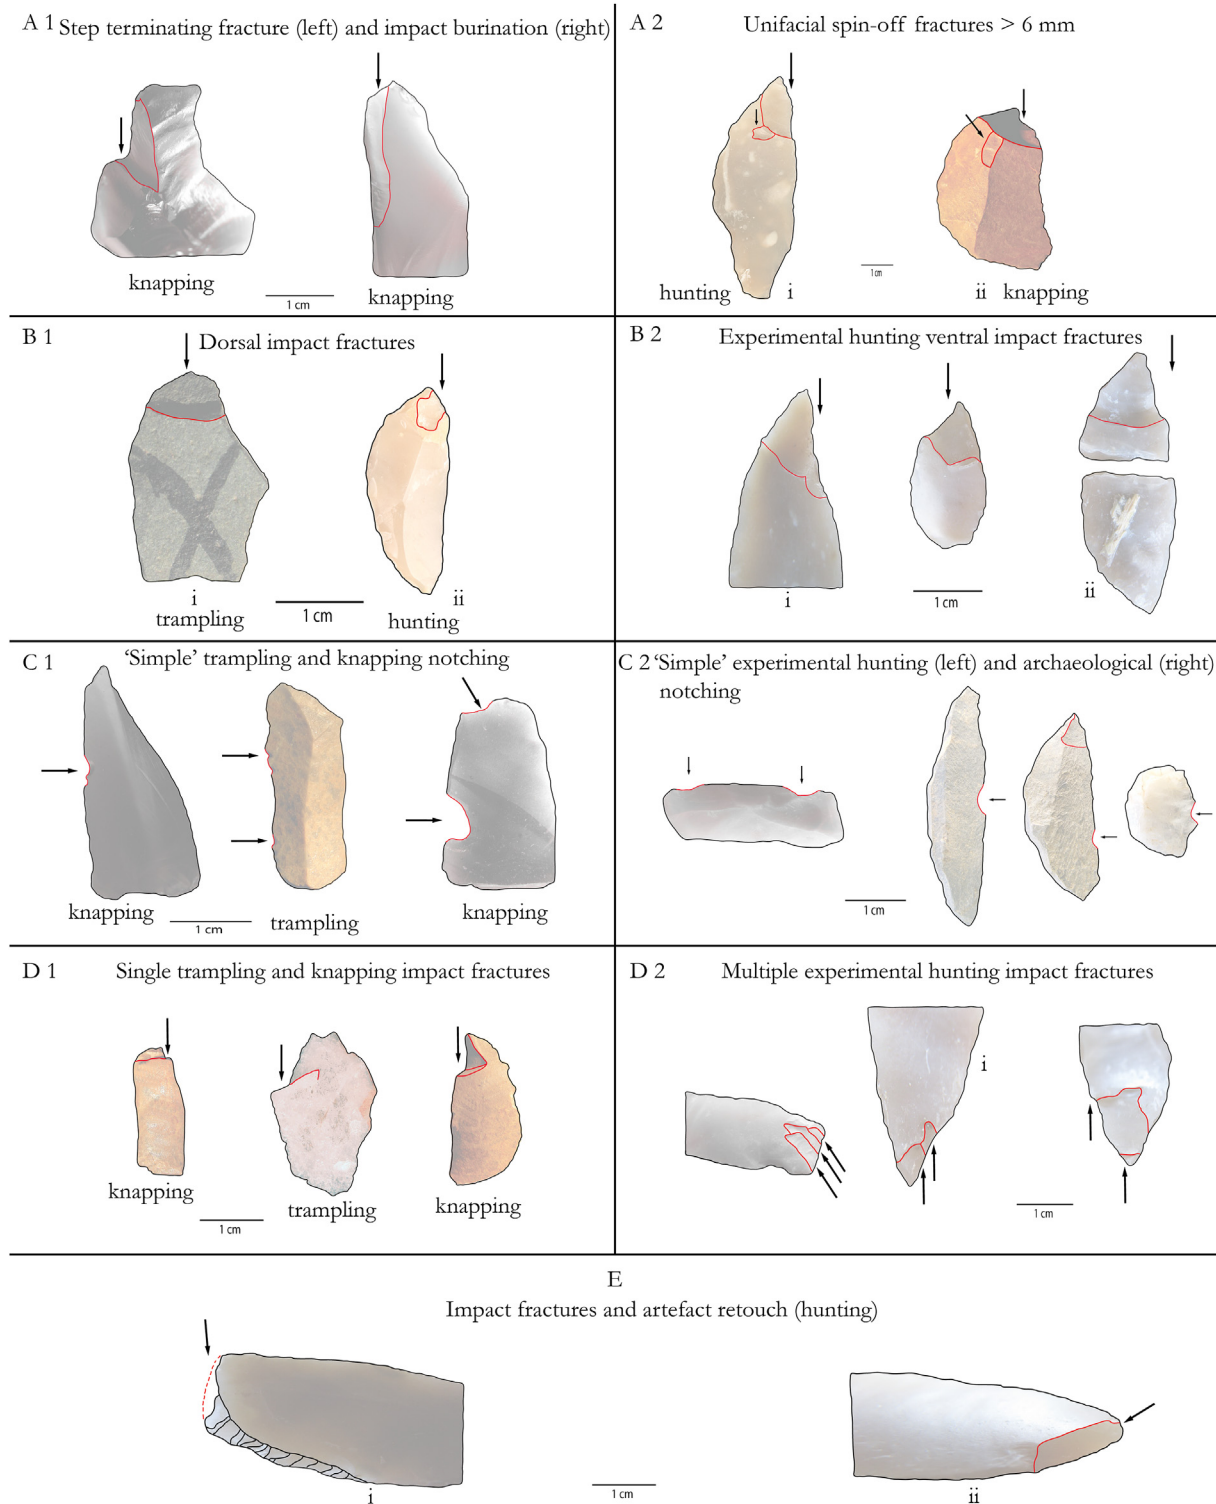 A 1 Step terminating fracture (left) and impact burination (right)
knapping
1 cm
knapping
A 2 Unifacial spin-off fractures > 6 mm
hunting
i
1 cm
ii
knapping
B 1 Dorsal impact fractures
i
trampling
1 cm
ii
hunting
B 2 Experimental hunting ventral impact fractures
i
1 cm
ii
C 1 ‘Simple’ trampling and knapping notching
knapping
1 cm
trampling
knapping
C 2 ‘Simple’ experimental hunting (left) and archaeological (right)
notching
1 cm
D 1 Single trampling and knapping impact fractures
knapping
1 cm
trampling
knapping
D 2 Multiple experimental hunting impact fractures
i
1 cm
E
Impact fractures and artefact retouch (hunting)
i
1 cm
ii